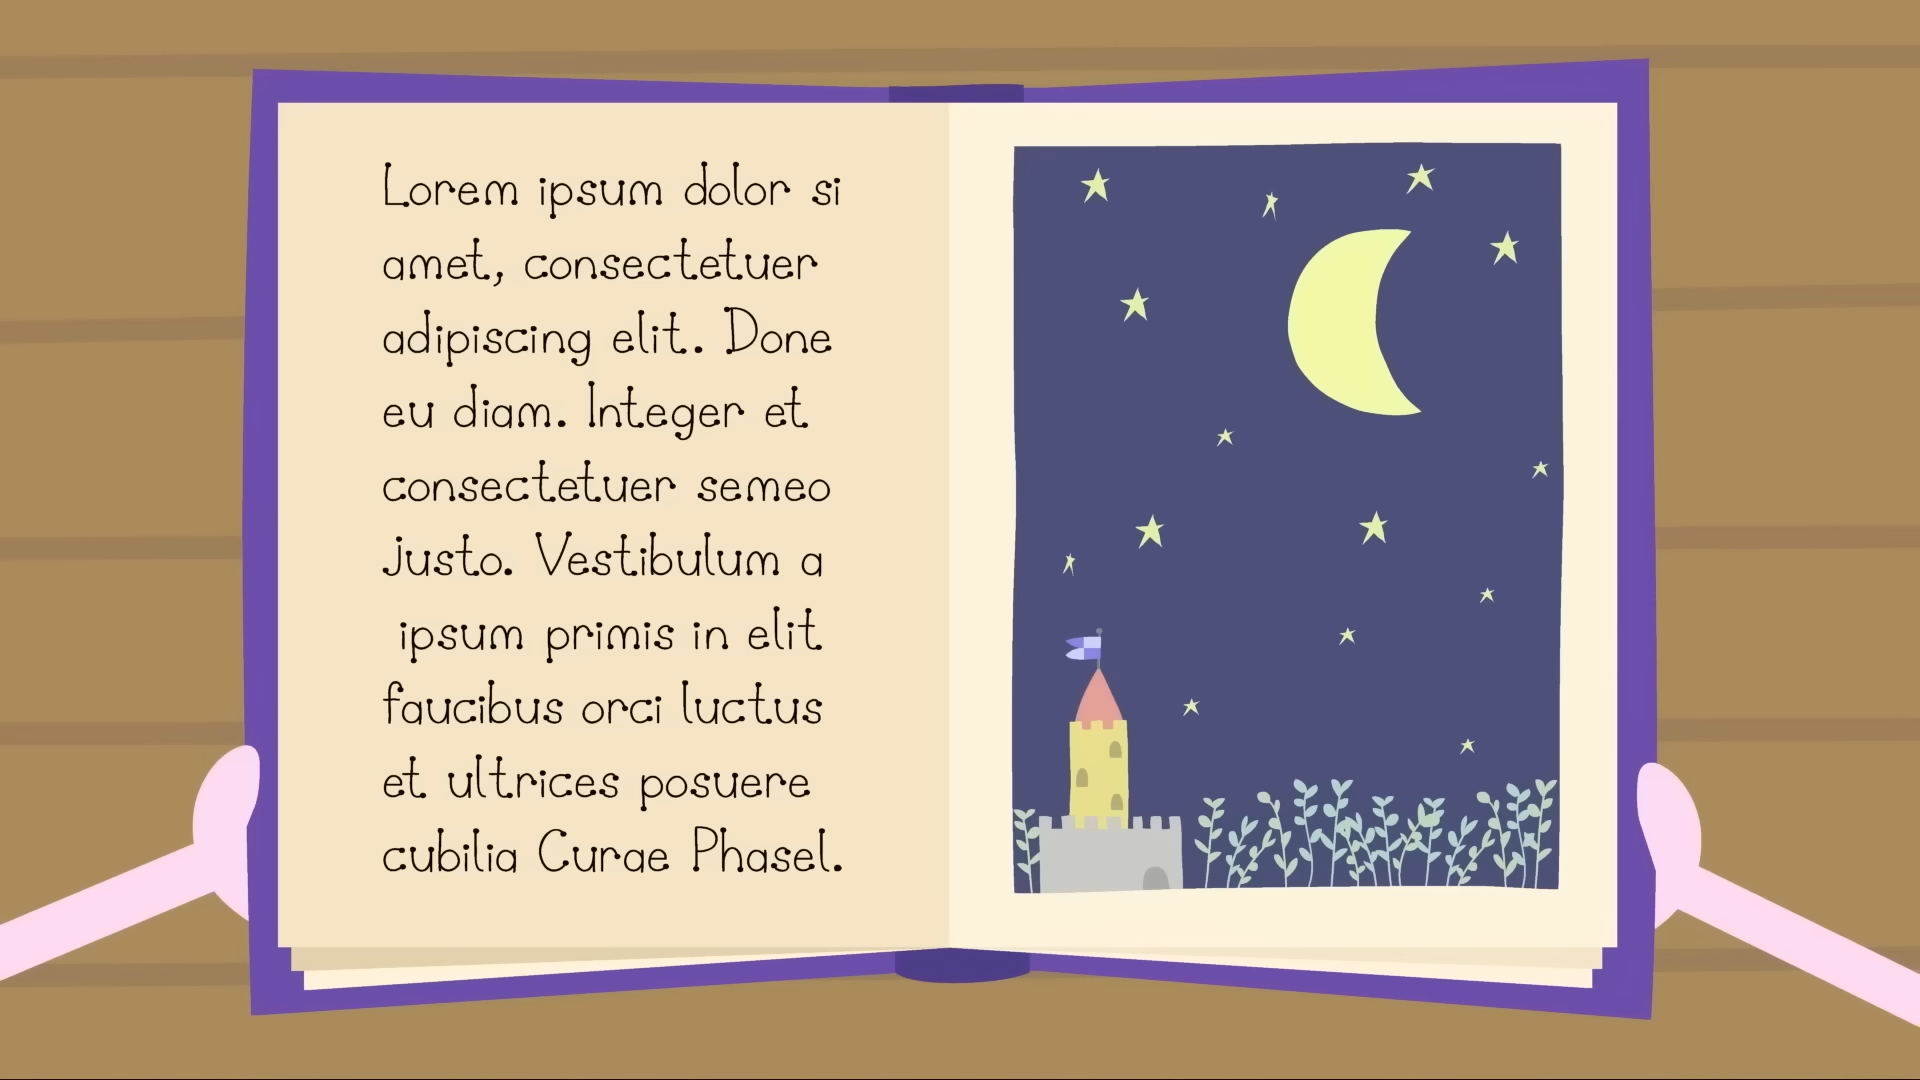 Lorem ipsum dolor si
amet, consectetuer
adipiscing elit. Done
eu diam. Integer et
consectetuer semeo
justo. Vestibulum a
ipsum primis in elit
faucibus orci luctus
et ultrices posuere
cubilia Curae Phasel.